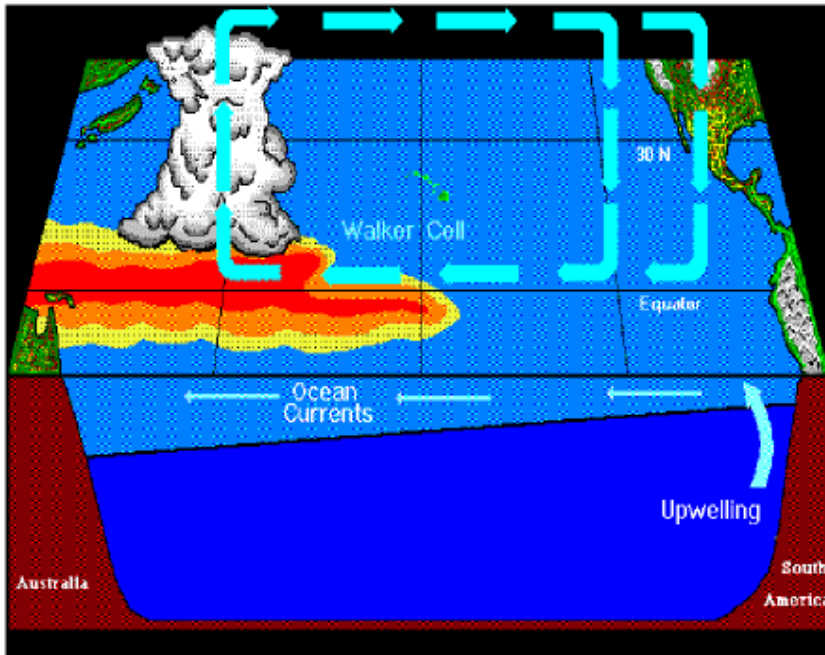 30 N
Walker Cell
Equator
Ocean
Currents
Upwelling
Australia
South
America